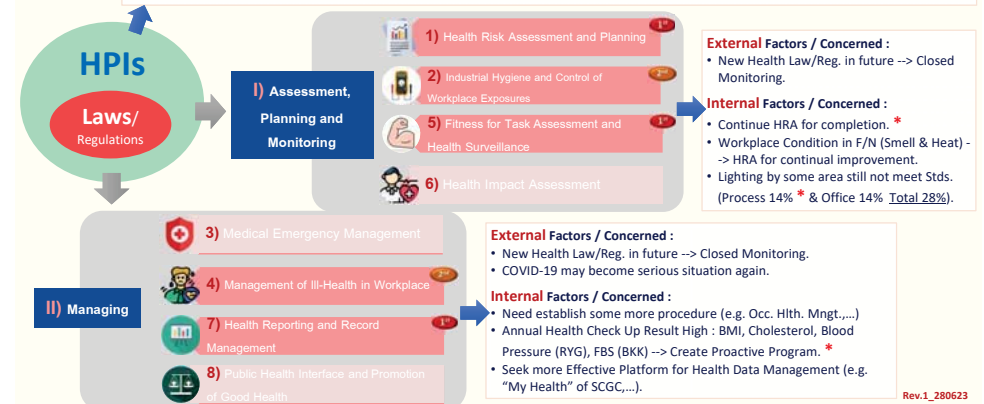 HPIs
Laws/
Regulations
I) Assessment,
Planning and
Monitoring
1) Health Risk Assessment and Planning
1st
2) Industrial Hygiene and Control of
Workplace Exposures
2nd
5) Fitness for Task Assessment and
Health Surveillance
1st
6) Health Impact Assessment
External Factors / Concerned :
• New Health Law/Reg. in future --> Closed
Monitoring.
Internal Factors / Concerned :
• Continue HRA for completion. *
• Workplace Condition in F/N (Smell & Heat) -
-> HRA for continual improvement.
• Lighting by some area still not meet Stds.
(Process 14% * & Office 14% Total 28%).
II) Managing
3) Medical Emergency Management
4) Management of Ill-Health in Workplace
2nd
7) Health Reporting and Record
Management
1st
8) Public Health Interface and Promotion
of Good Health
External Factors / Concerned :
• New Health Law/Reg. in future --> Closed Monitoring.
• COVID-19 may become serious situation again.
Internal Factors / Concerned :
• Need establish some more procedure (e.g. Occ. Hlth. Mngt.,…)
• Annual Health Check Up Result High : BMI, Cholesterol, Blood
Pressure (RYG), FBS (BKK) --> Create Proactive Program. *
• Seek more Effective Platform for Health Data Management (e.g.
“My Health” of SCGC,…).
Rev.1_280623